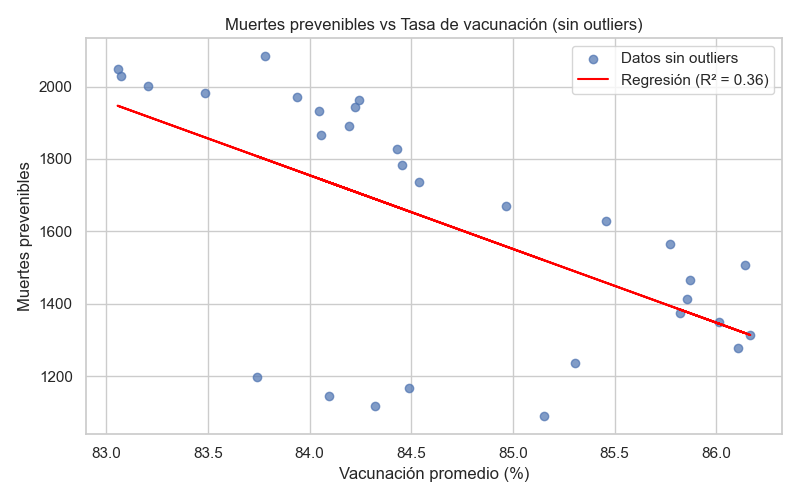 Muertes prevenibles vs Tasa de vacunación (sin outliers)
Datos sin outliers
Regresión (R² = 0.36)
Muertes prevenibles
2000
1800
1600
1400
1200
83.0 83.5 84.0 84.5 85.0 85.5 86.0
Vacunación promedio (%)